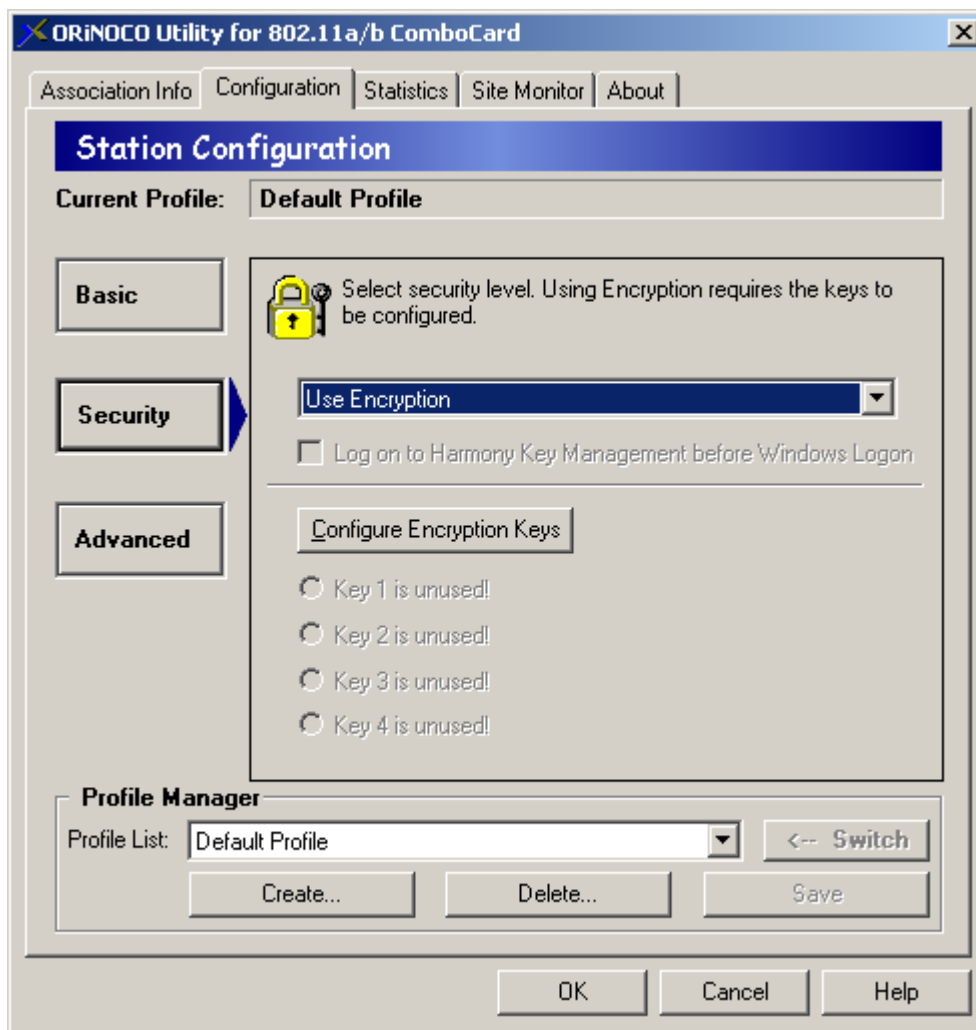 ORiNOCO Utility for 802.11a/b ComboCard
Association Info Configuration Statistics Site Monitor About
Station Configuration
Current Profile: Default Profile
Basic
Select security level. Using Encryption requires the keys to
be configured.
Use Encryption
Security
Log on to Harmony Key Management before Windows Logon
Advanced
Configure Encryption Keys
Key 1 is unused!
Key 2 is unused!
Key 3 is unused!
Key 4 is unused!
Profile Manager
Profile List: Default Profile <-- Switch
Create... Delete... Save
OK Cancel Help